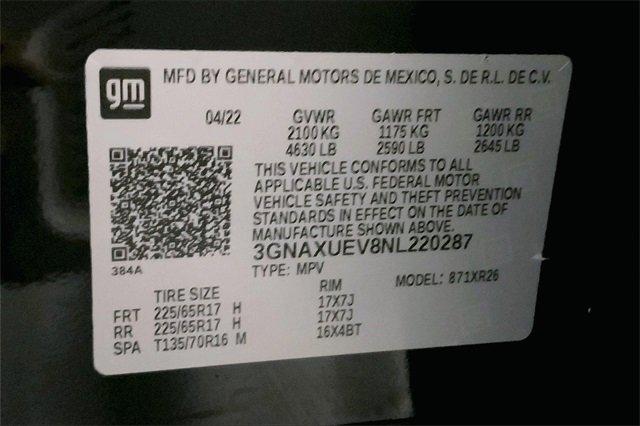 gm
MFD BY GENERAL MOTORS DE MEXICO, S. DE R.L. DE C.V.
04/22 GVWR GAWR FRT GAWR RR
2100 KG 1175 KG 1200 KG
4630 LB 2590 LB 2645 LB
THIS VEHICLE CONFORMS TO ALL
APPLICABLE U.S. FEDERAL MOTOR
VEHICLE SAFETY AND THEFT PREVENTION
STANDARDS IN EFFECT ON THE DATE OF
MANUFACTURE SHOWN ABOVE.
3GNAXUEV8NL220287
384A
TYPE: MPV MODEL: 871XR26
TIRE SIZE RIM
FRT 225/65R17 H 17X7J
RR 225/65R17 H 17X7J
SPA T135/70R16 M 16X4BT